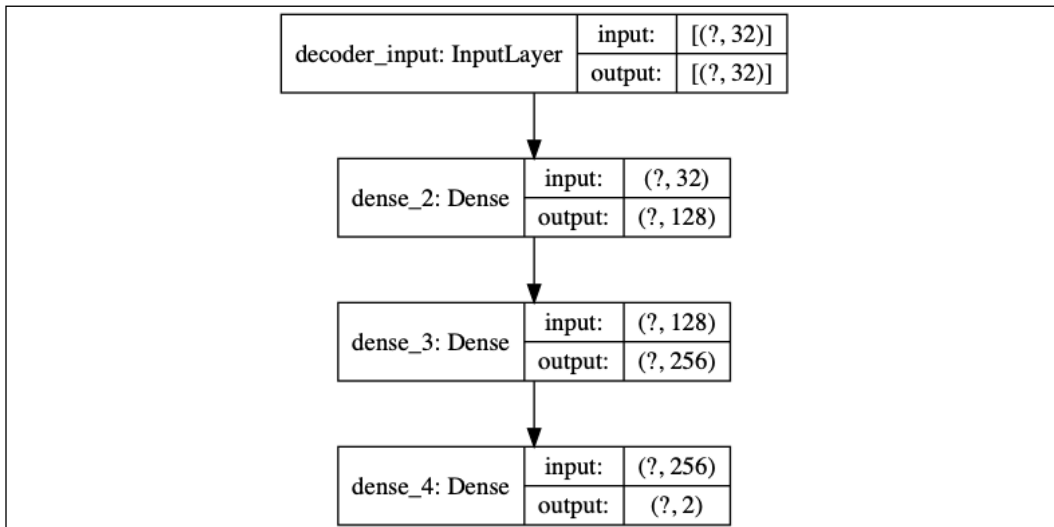 decoder_input: InputLayer
input: [(?, 32)]
output: [(?, 32)]
dense_2: Dense
input: (?, 32)
output: (?, 128)
dense_3: Dense
input: (?, 128)
output: (?, 256)
dense_4: Dense
input: (?, 256)
output: (?, 2)